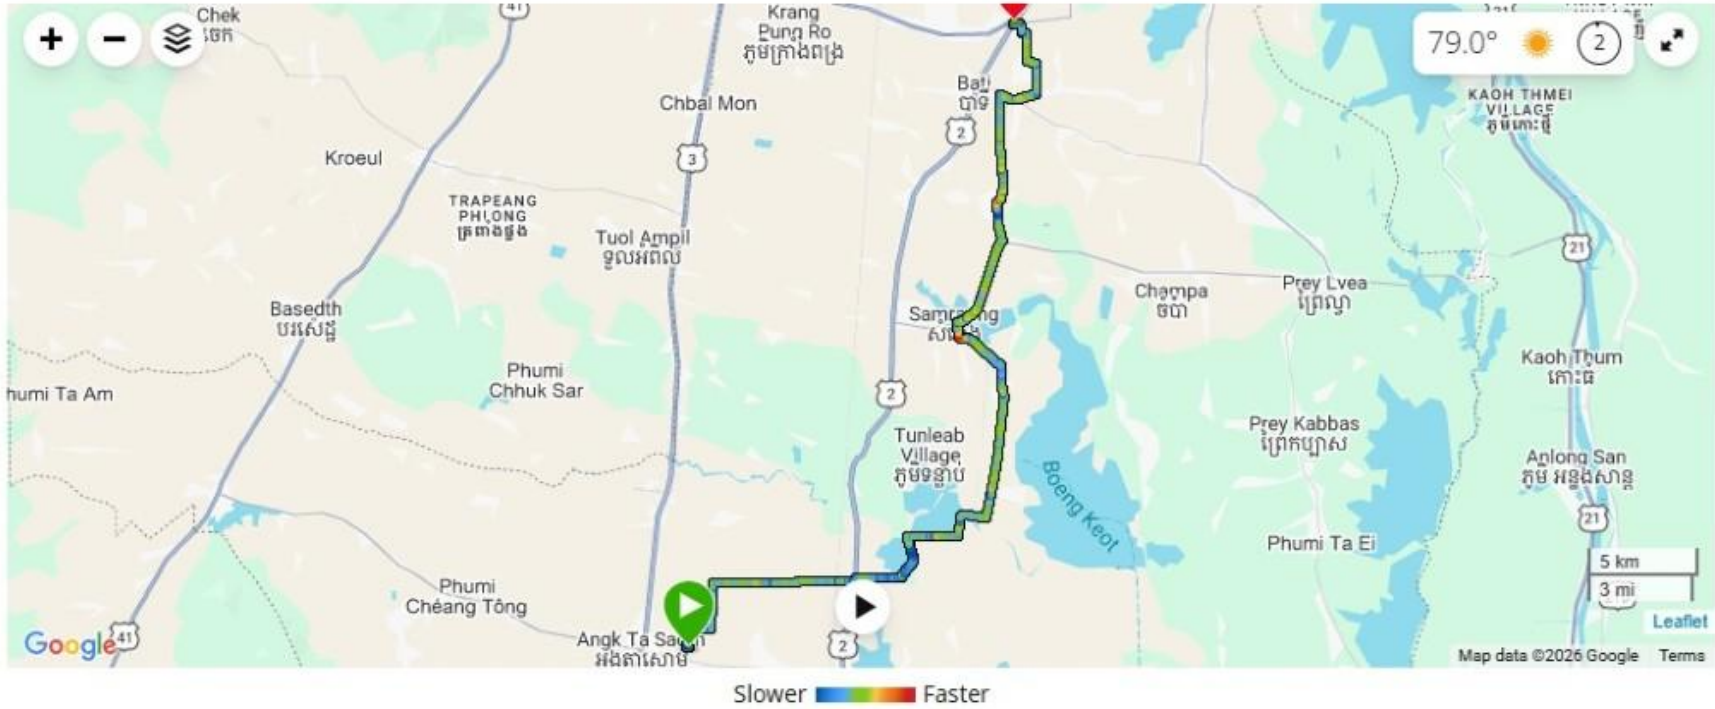 41
Chek
ចេក
Krang
Pung Ro
ភូមិក្រាំងពង្រ
79.0°
2
Chbal Mon
Bati
បាទី
2
KAOH THMEI
VILLAGE
ភូមិកោះថ្មី
3
Kroeul
TRAPEANG
PHLONG
ត្រពាំងផ្លុង
Tuol Ampil
ទួលអំពិល
21
Basedth
បរសេដ្ឋ
Champa
ចំបា
Prey Lvea
ព្រៃល្វា
Samraong
Phumi
Chhuk Sar
Kaoh Thum
កោះធំ
humi Ta Am
2
Tunleab
Village
ភូមិទន្លាប់
Prey Kabbas
ព្រៃកប្បាស
Anlong San
ភូមិ អន្លង់សាន្ត
Boeng Keot
21
Phumi Ta Ei
5 km
3 mi
Phumi
Chéang Tông
Leaflet
Google
41
Angk Ta Saom
អង្គតាសោម
2
Map data ©2026 Google
Terms
Slower
Faster